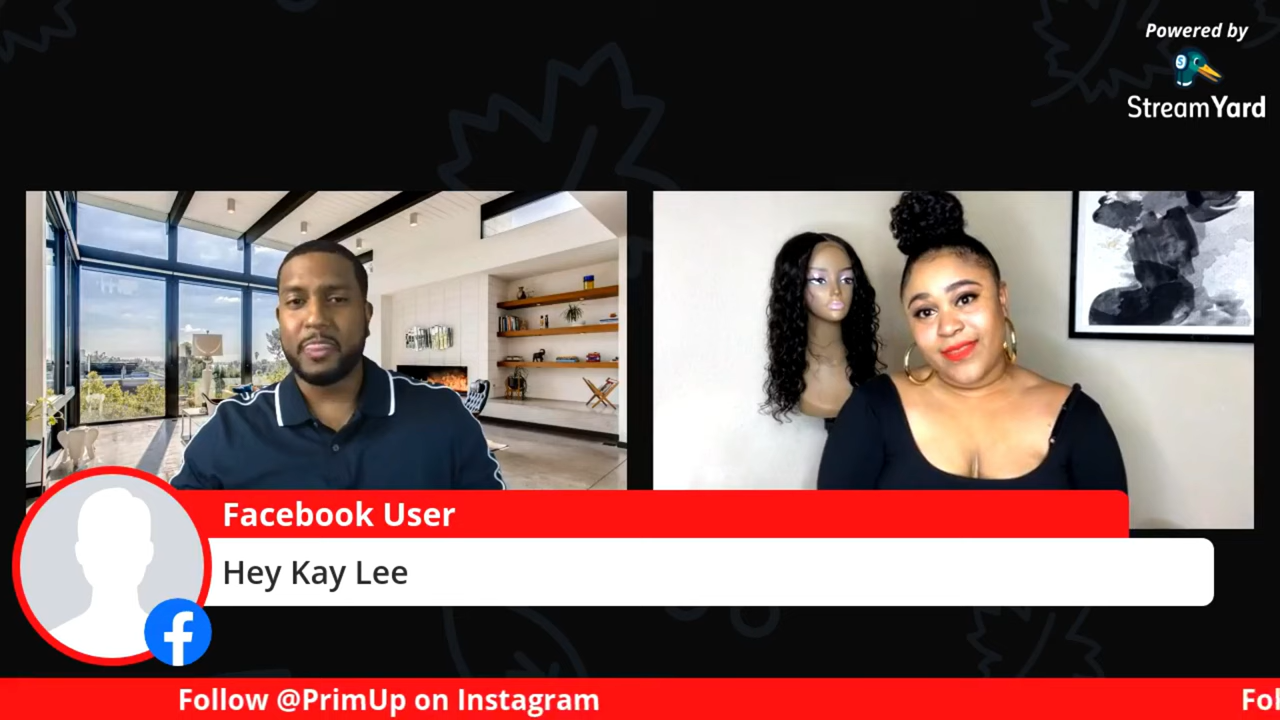 Powered by
StreamYard
Facebook User
Hey Kay Lee
Follow @PrimUp on Instagram